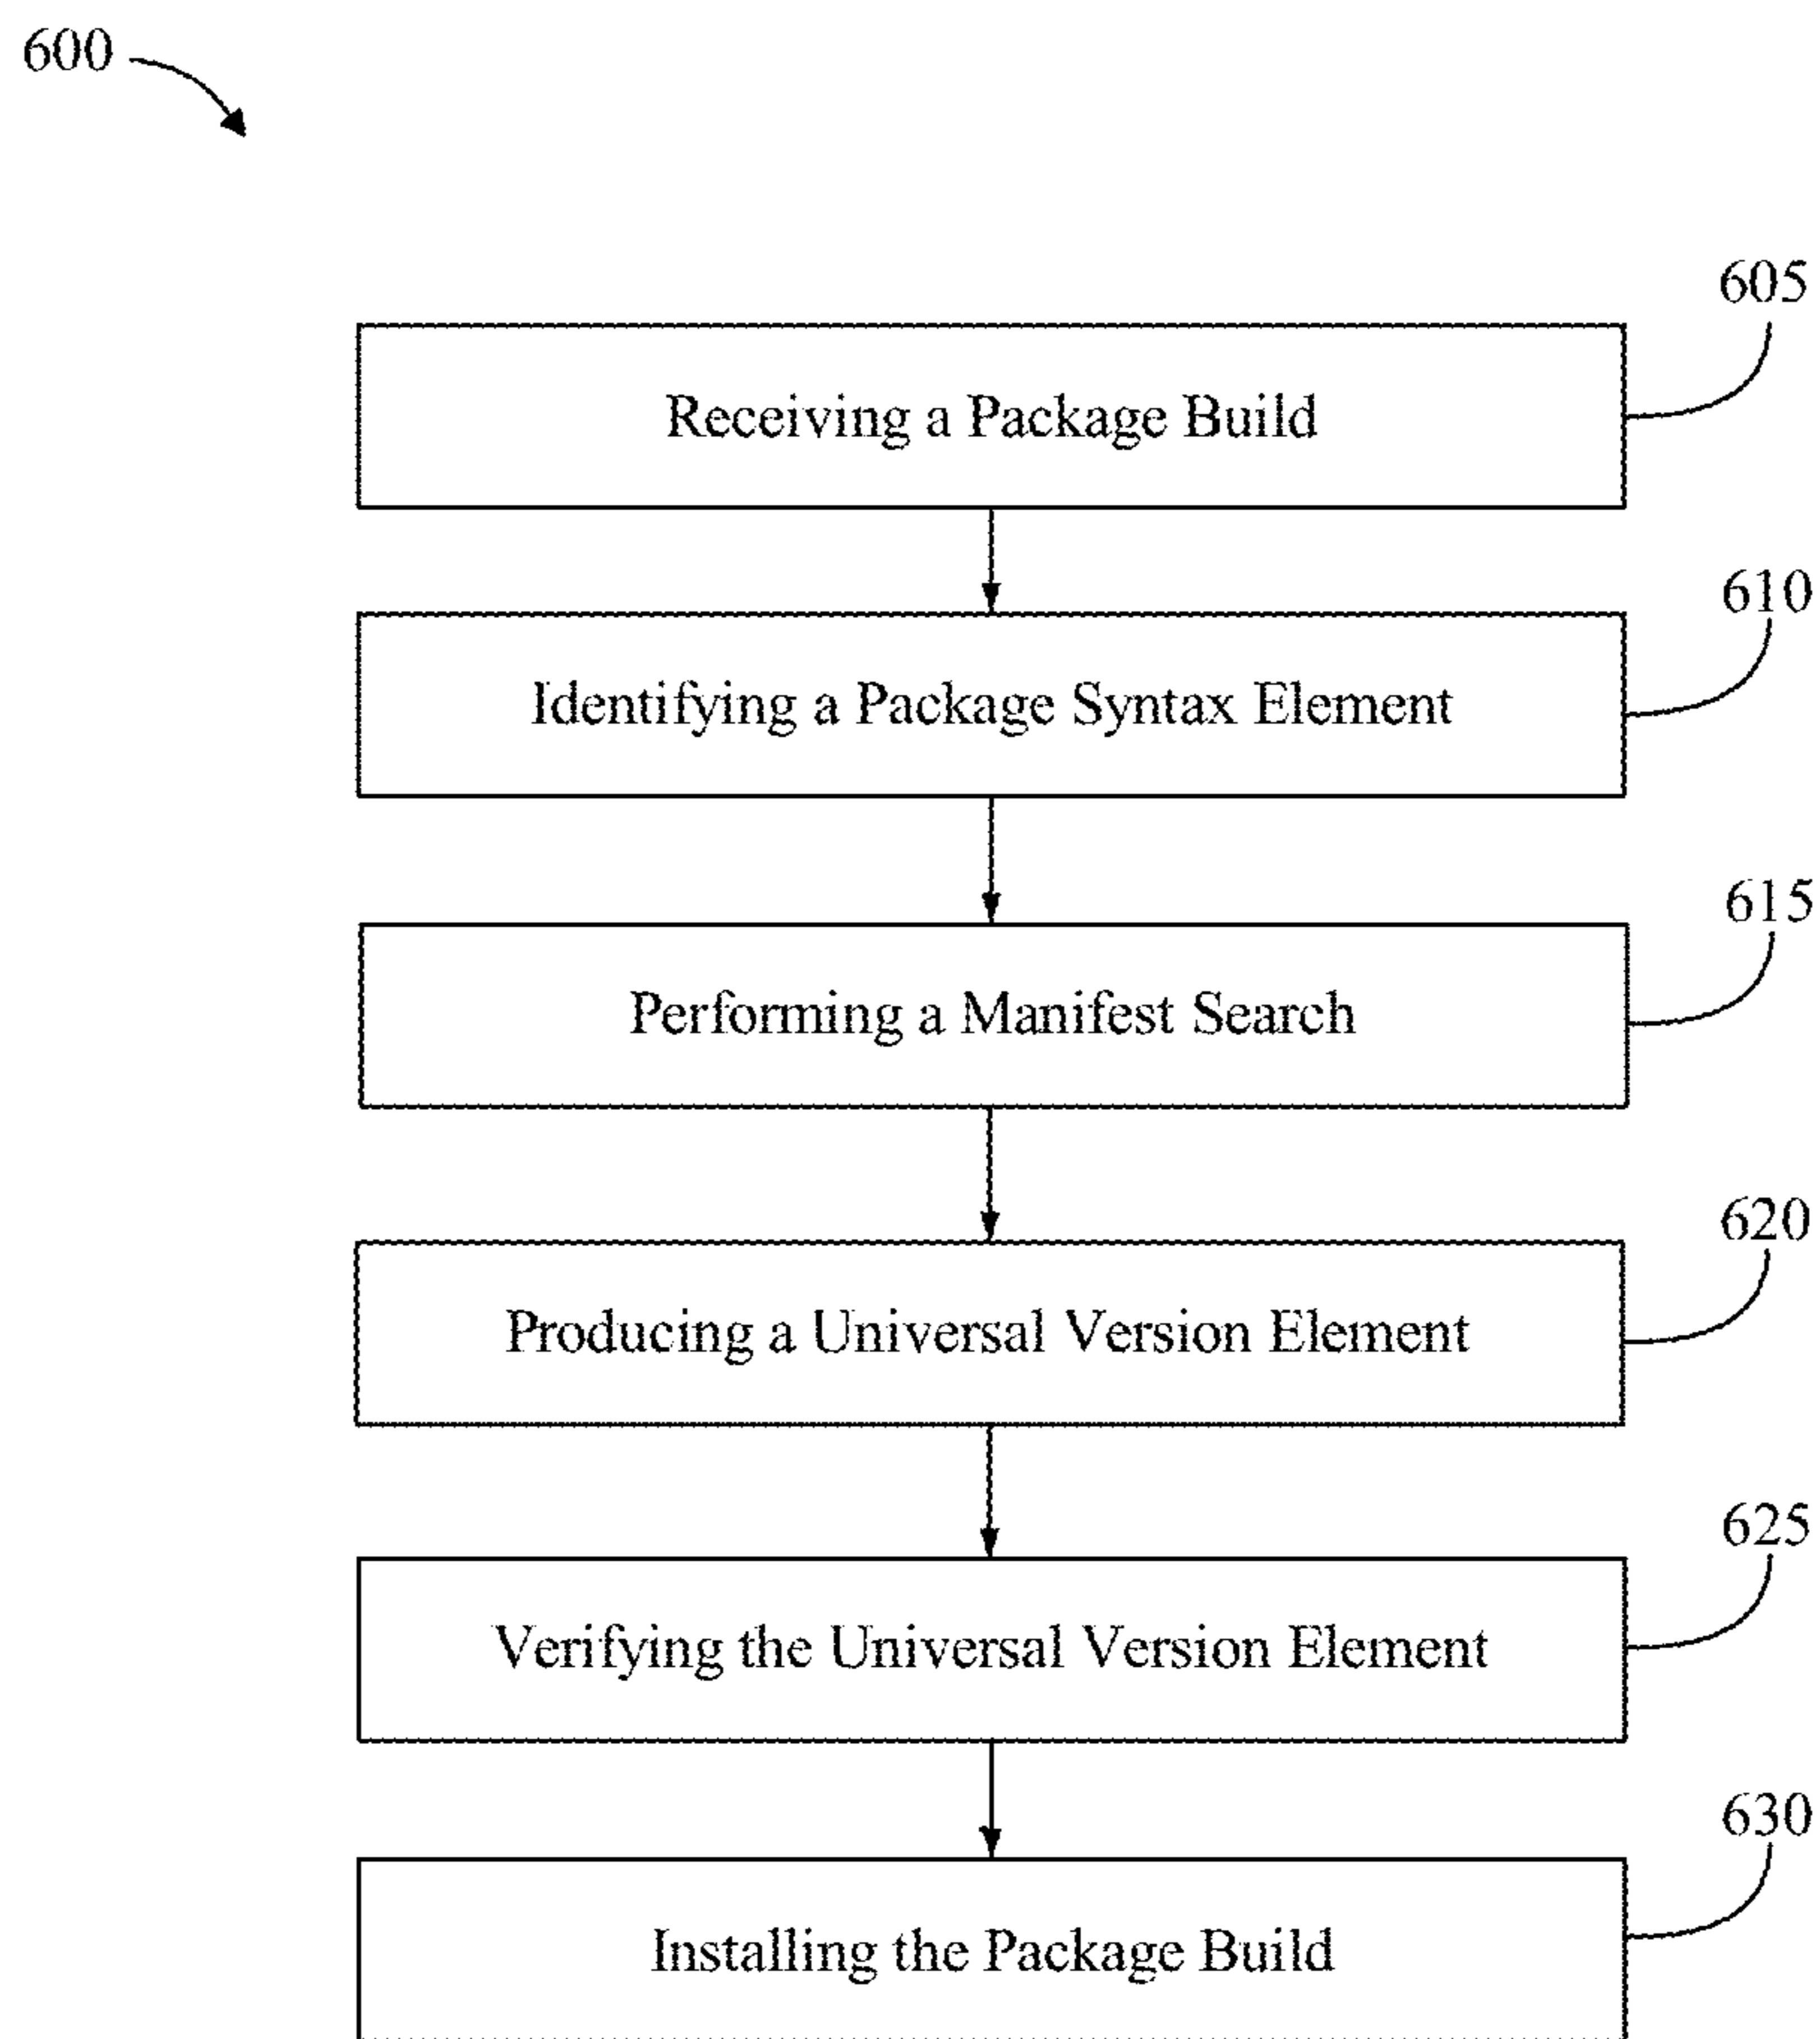 600
605
Receiving a Package Build
610
Identifying a Package Syntax Element
615
Performing a Manifest Search
620
Producing a Universal Version Element
625
Verifying the Universal Version Element
630
Installing the Package Build